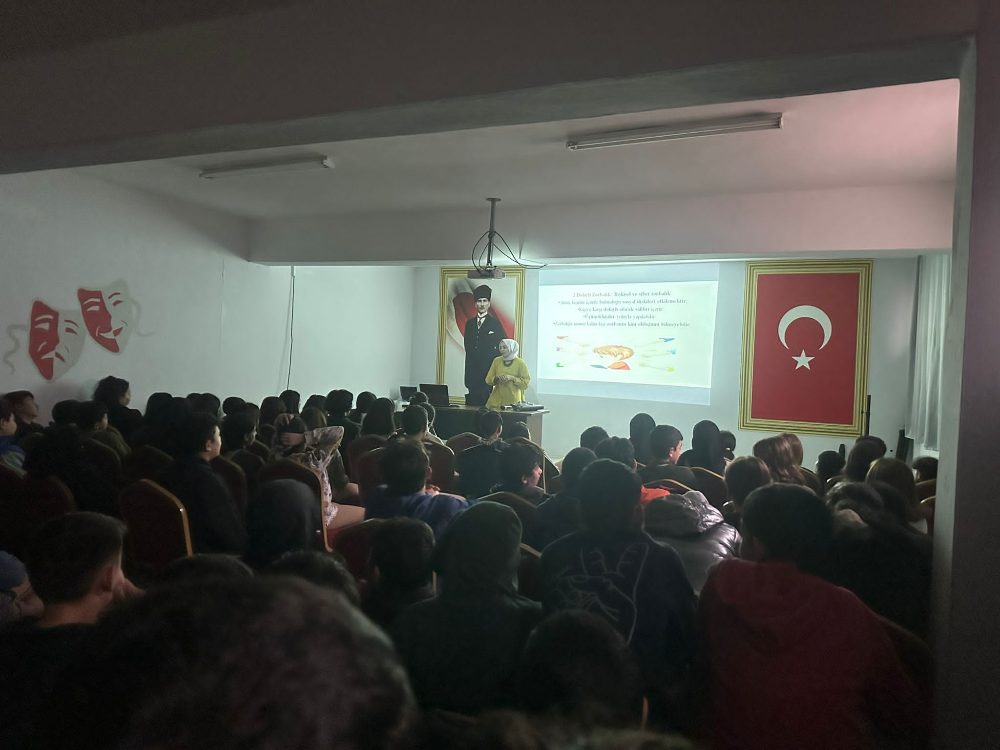 2 Dolaylı Zorbalık: İlişkisel ve siber zorbalık
•Amaç kişinin içinde bulunduğu sosyal ilişkileri etkilemektir.
•Kişiye karşı dolaylı olarak saldırı içerir.
•Üçüncü kişiler yoluyla yapılabilir.
•Zorbalığa maruz kalan kişi zorbanın kim olduğunu bilmeyebilir.